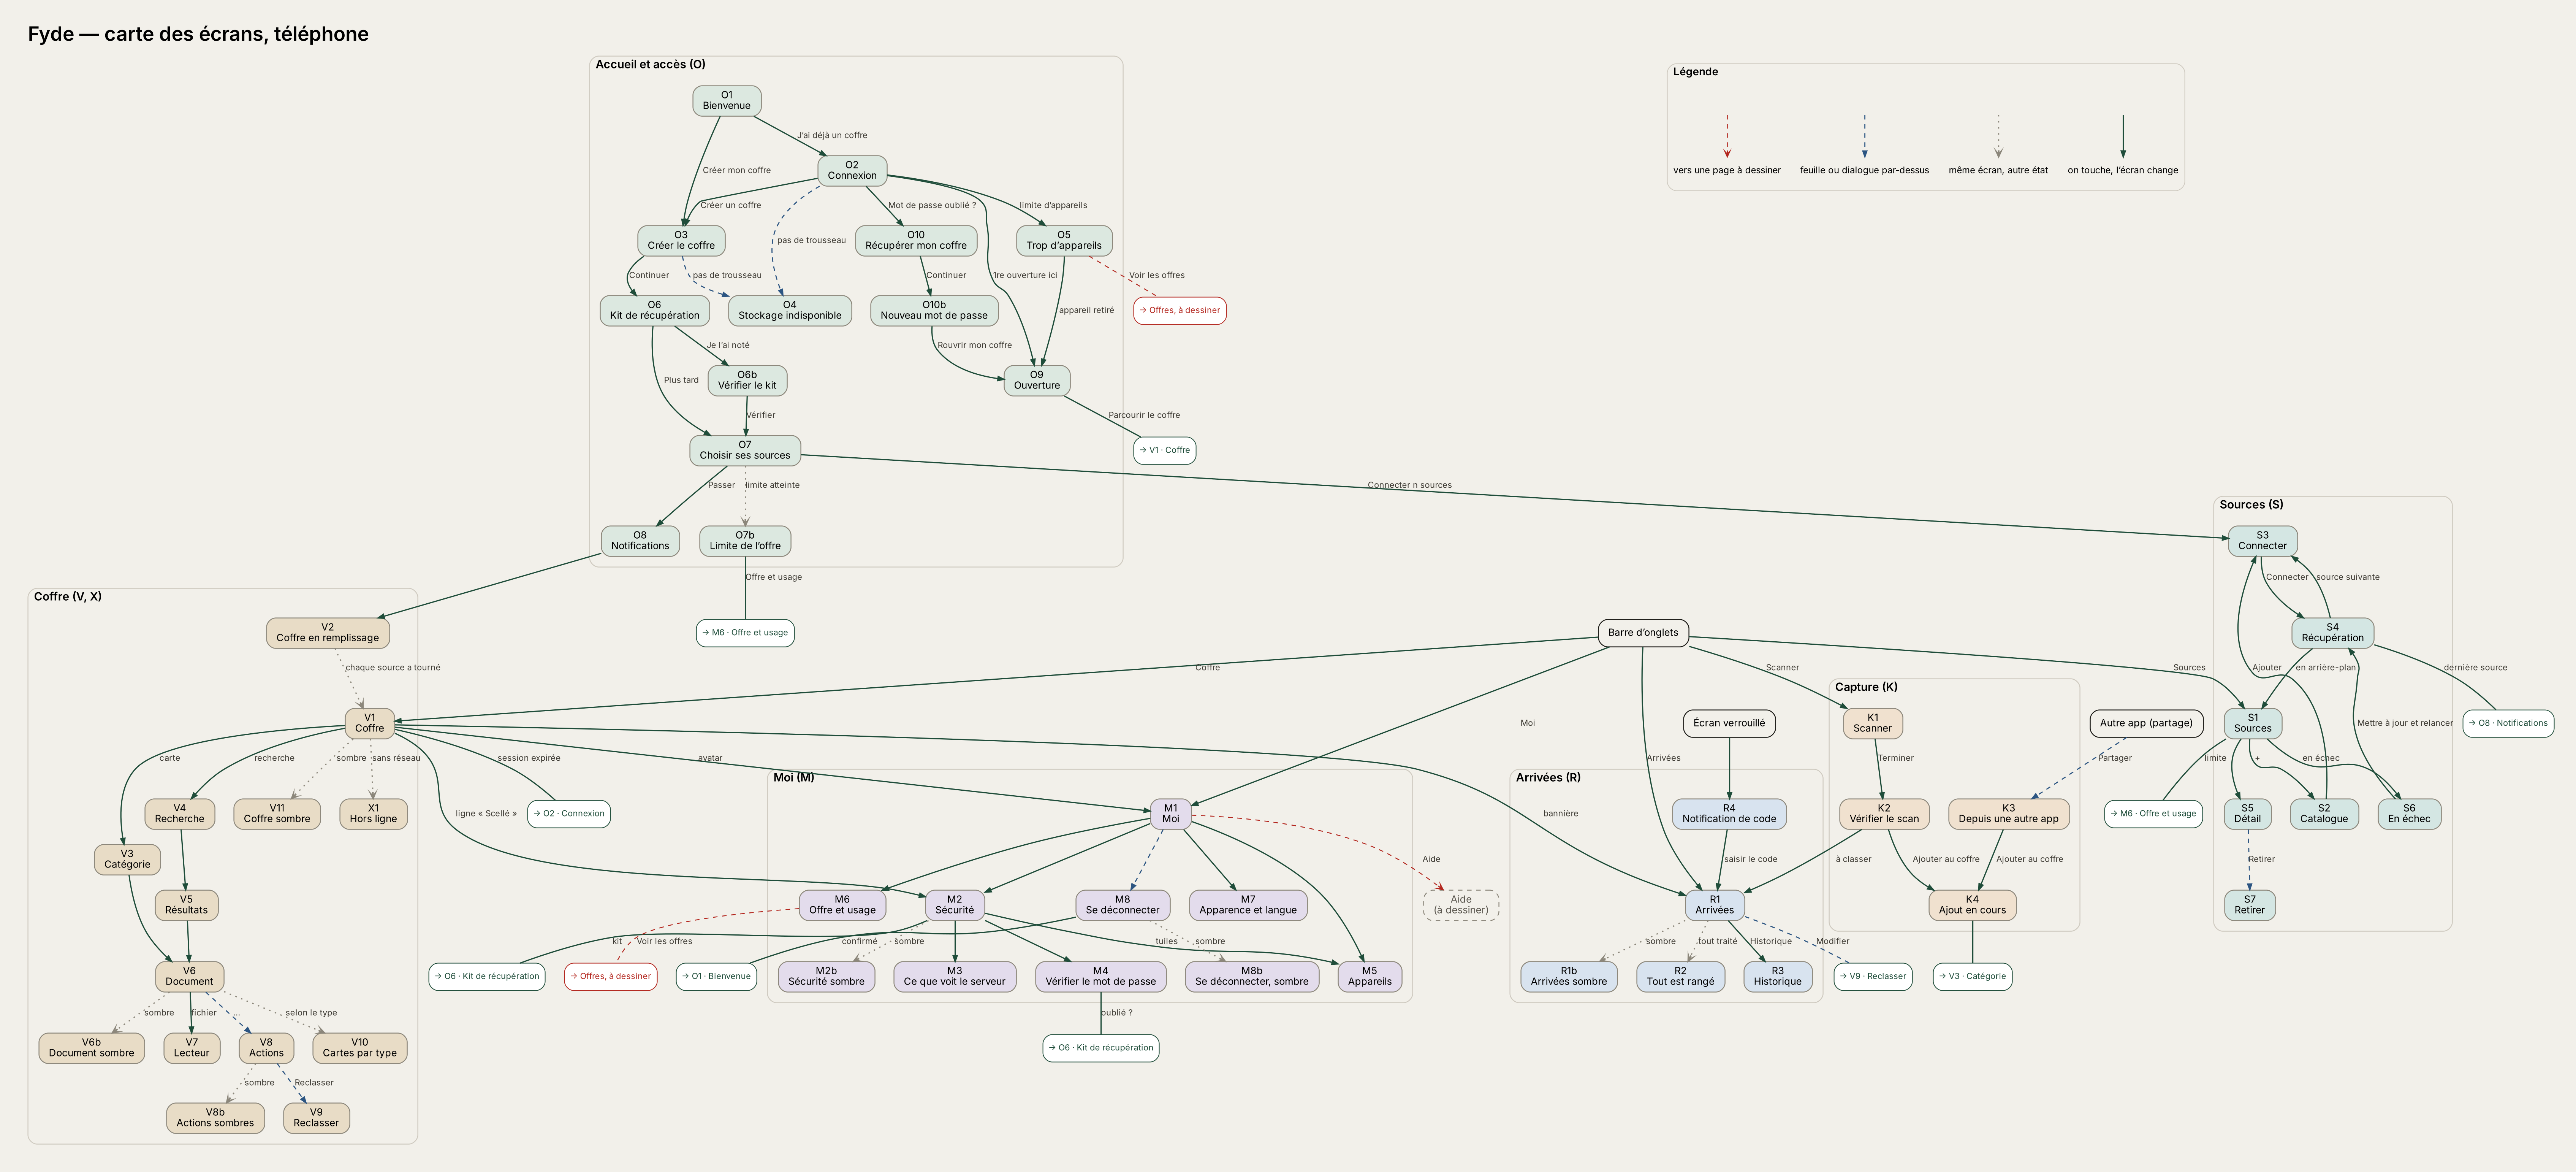 Fyde — carte des écrans, téléphone
Accueil et accès (O)
O1
Bienvenue
J’ai déjà un coffre
Créer mon coffre
O2
Connexion
Créer un coffre
pas de trousseau
Mot de passe oublié ?
1re ouverture ici
limite d’appareils
O3
Créer le coffre
O10
Récupérer mon coffre
O5
Trop d’appareils
Continuer
pas de trousseau
Continuer
Voir les offres
O6
Kit de récupération
O4
Stockage indisponible
O10b
Nouveau mot de passe
appareil retiré
→ Offres, à dessiner
Je l’ai noté
Rouvrir mon coffre
Plus tard
O6b
Vérifier le kit
O9
Ouverture
Vérifier
Parcourir le coffre
O7
Choisir ses sources
→ V1 · Coffre
Passer
limite atteinte
Connecter n sources
O8
Notifications
O7b
Limite de l’offre
Offre et usage
→ M6 · Offre et usage
Légende
vers une page à dessiner
feuille ou dialogue par-dessus
même écran, autre état
on touche, l’écran change
Coffre (V, X)
V2
Coffre en remplissage
chaque source a tourné
V1
Coffre
carte
recherche
sombre
sans réseau
session expirée
avatar
ligne « Scellé »
bannière
V4
Recherche
V11
Coffre sombre
X1
Hors ligne
→ O2 · Connexion
V3
Catégorie
V5
Résultats
V6
Document
sombre
fichier
...
selon le type
V6b
Document sombre
V7
Lecteur
V8
Actions
V10
Cartes par type
sombre
Reclasser
V8b
Actions sombres
V9
Reclasser
Barre d’onglets
Coffre
Moi
Arrivées
Scanner
Sources
Moi (M)
M1
Moi
Aide
M6
Offre et usage
M2
Sécurité
M8
Se déconnecter
M7
Apparence et langue
Aide
(à dessiner)
kit
Voir les offres
confirmé
sombre
tuiles
sombre
→ O6 · Kit de récupération
→ Offres, à dessiner
→ O1 · Bienvenue
M2b
Sécurité sombre
M3
Ce que voit le serveur
M4
Vérifier le mot de passe
M8b
Se déconnecter, sombre
M5
Appareils
oublié ?
→ O6 · Kit de récupération
Écran verrouillé
Arrivées (R)
R4
Notification de code
saisir le code
R1
Arrivées
sombre
tout traité
Historique
Modifier
R1b
Arrivées sombre
R2
Tout est rangé
R3
Historique
→ V9 · Reclasser
Capture (K)
K1
Scanner
Terminer
K2
Vérifier le scan
K3
Depuis une autre app
à classer
Ajouter au coffre
Ajouter au coffre
K4
Ajout en cours
→ V3 · Catégorie
Autre app (partage)
Partager
Sources (S)
S3
Connecter
Connecter
source suivante
S4
Récupération
Ajouter
en arrière-plan
dernière source
S1
Sources
Mettre à jour et relancer
→ O8 · Notifications
limite
+
en échec
→ M6 · Offre et usage
S5
Détail
S2
Catalogue
S6
En échec
Retirer
S7
Retirer